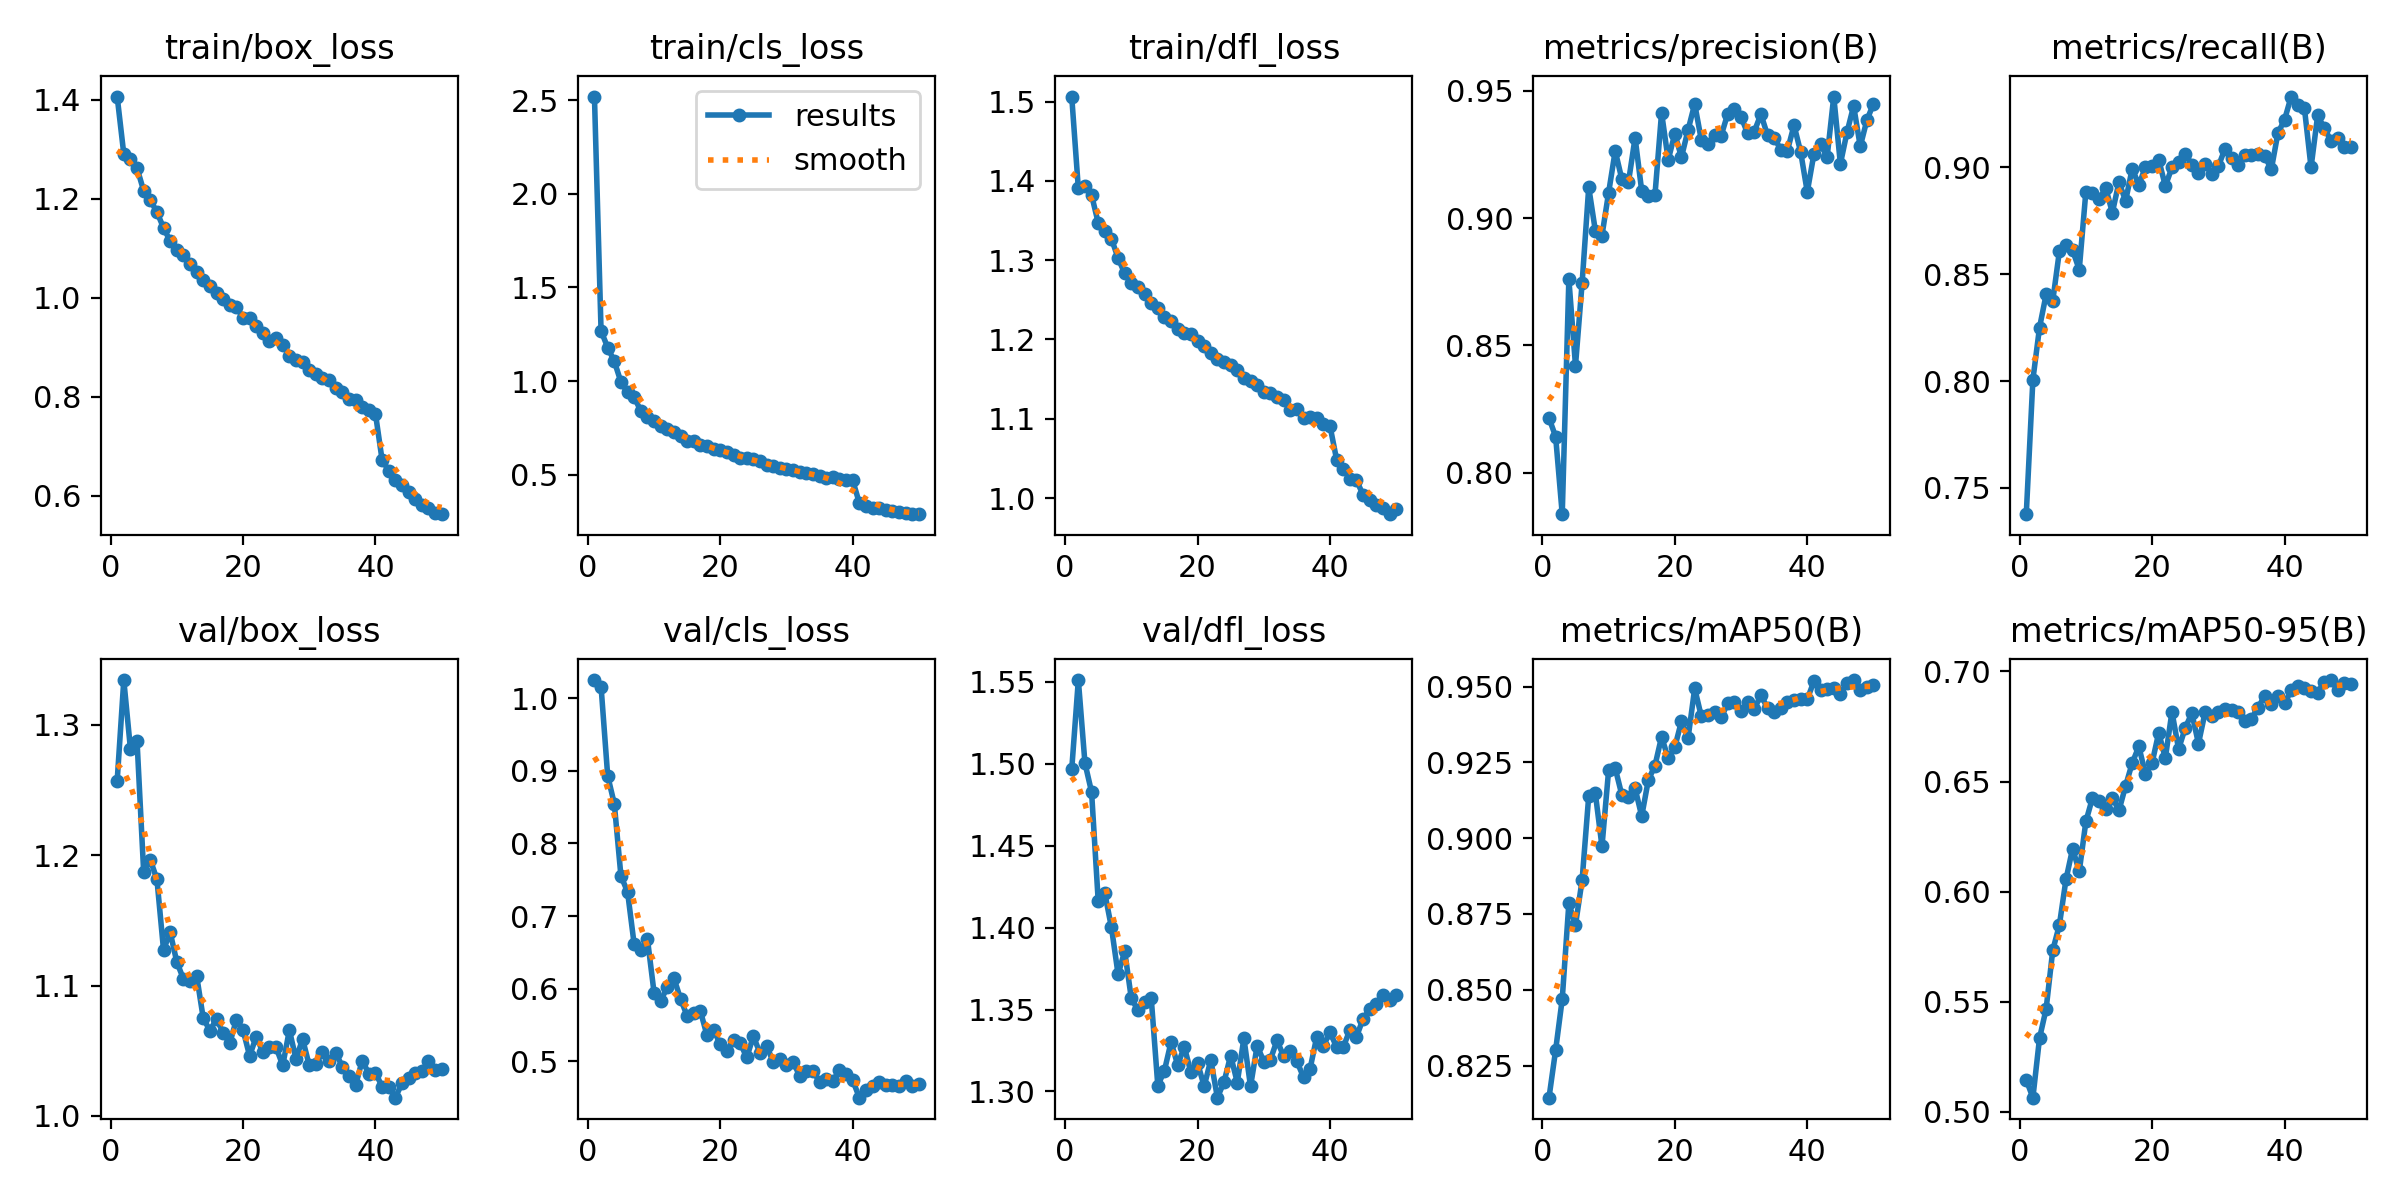 train/box_loss
1.4
1.2
1.0
0.8
0.6
0 20 40
train/cls_loss
results
smooth
2.5
2.0
1.5
1.0
0.5
0 20 40
train/dfl_loss
1.5
1.4
1.3
1.2
1.1
1.0
0 20 40
metrics/precision(B)
0.95
0.90
0.85
0.80
0 20 40
metrics/recall(B)
0.90
0.85
0.80
0.75
0 20 40
val/box_loss
1.3
1.2
1.1
1.0
0 20 40
val/cls_loss
1.0
0.9
0.8
0.7
0.6
0.5
0 20 40
val/dfl_loss
1.55
1.50
1.45
1.40
1.35
1.30
0 20 40
metrics/mAP50(B)
0.950
0.925
0.900
0.875
0.850
0.825
0 20 40
metrics/mAP50-95(B)
0.70
0.65
0.60
0.55
0.50
0 20 40